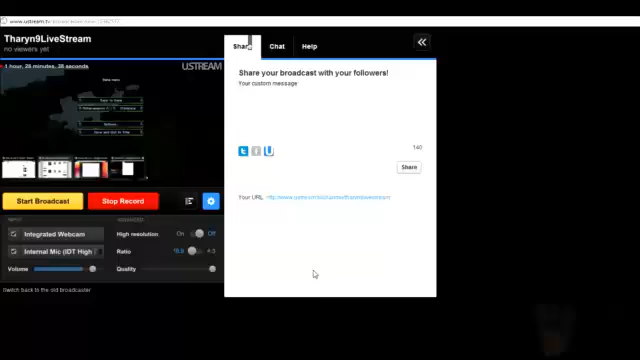 Tharyn9LiveStream
no viewers yet
1 hour, 26 minutes, 38 seconds
USTREAM
Start Broadcast
Stop Record
INPUT
ADVANCED
Integrated Webcam
High resolution
On
Off
Internal Mic (IDT High
Ratio
16:9
4:3
Volume
Quality
Switch back to the old broadcaster
Share
Chat
Help
Share your broadcast with your followers!
Your custom message
140
Share
Your URL: